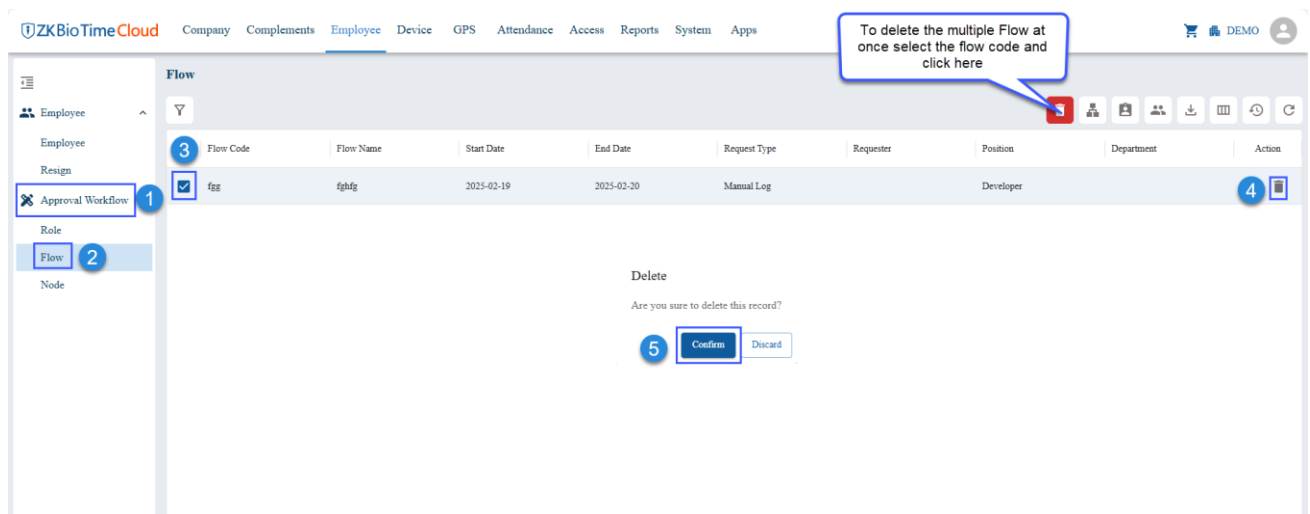 ZKBioTime Cloud Company Complements Employee Device GPS Attendance Access Reports System Apps DEMO
To delete the multiple Flow at
once select the flow code and
click here
Flow
Employee
Employee
Resign
Approval Workflow 1
Role
Flow 2
Node
3 Flow Code Flow Name Start Date End Date Request Type Requester Position Department Action
fgg fghfg 2025-02-19 2025-02-20 Manual Log Developer 4
Delete
Are you sure to delete this record?
5 Confirm Discard